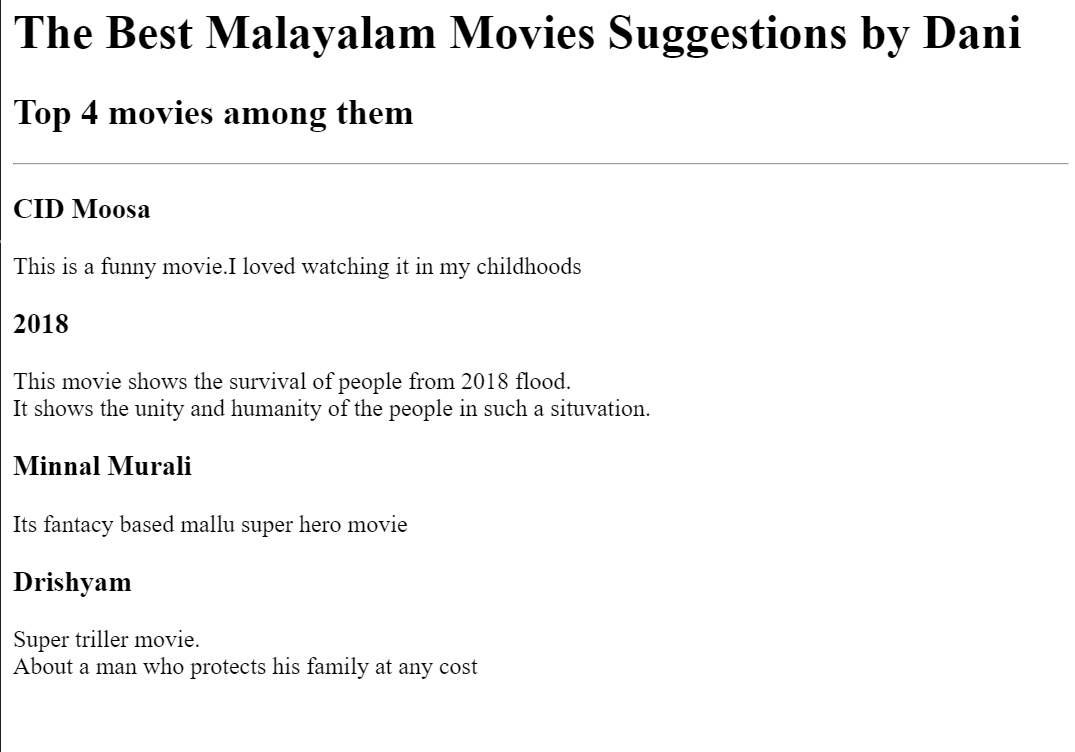 The Best Malayalam Movies Suggestions by Dani
Top 4 movies among them
CID Moosa
This is a funny movie.I loved watching it in my childhoods
2018
This movie shows the survival of people from 2018 flood.
It shows the unity and humanity of the people in such a situvation.
Minnal Murali
Its fantacy based mallu super hero movie
Drishyam
Super triller movie.
About a man who protects his family at any cost